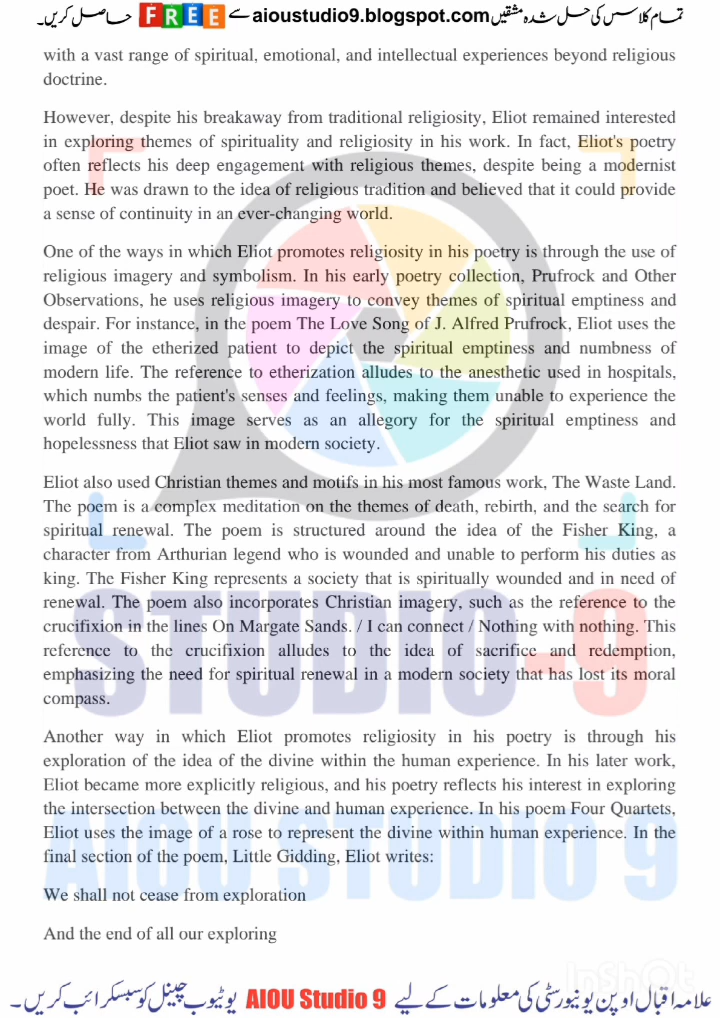 تمام کلاسس کی حل شدہ مشقیں aioustudio9.blogspot.com سے FREE حاصل کریں۔
with a vast range of spiritual, emotional, and intellectual experiences beyond religious
doctrine.
However, despite his breakaway from traditional religiosity, Eliot remained interested
in exploring themes of spirituality and religiosity in his work. In fact, Eliot's poetry
often reflects his deep engagement with religious themes, despite being a modernist
poet. He was drawn to the idea of religious tradition and believed that it could provide
a sense of continuity in an ever-changing world.
One of the ways in which Eliot promotes religiosity in his poetry is through the use of
religious imagery and symbolism. In his early poetry collection, Prufrock and Other
Observations, he uses religious imagery to convey themes of spiritual emptiness and
despair. For instance, in the poem The Love Song of J. Alfred Prufrock, Eliot uses the
image of the etherized patient to depict the spiritual emptiness and numbness of
modern life. The reference to etherization alludes to the anesthetic used in hospitals,
which numbs the patient's senses and feelings, making them unable to experience the
world fully. This image serves as an allegory for the spiritual emptiness and
hopelessness that Eliot saw in modern society.
Eliot also used Christian themes and motifs in his most famous work, The Waste Land.
The poem is a complex meditation on the themes of death, rebirth, and the search for
spiritual renewal. The poem is structured around the idea of the Fisher King, a
character from Arthurian legend who is wounded and unable to perform his duties as
king. The Fisher King represents a society that is spiritually wounded and in need of
renewal. The poem also incorporates Christian imagery, such as the reference to the
crucifixion in the lines On Margate Sands. / I can connect / Nothing with nothing. This
reference to the crucifixion alludes to the idea of sacrifice and redemption,
emphasizing the need for spiritual renewal in a modern society that has lost its moral
compass.
STUDIO-9
Another way in which Eliot promotes religiosity in his poetry is through his
exploration of the idea of the divine within the human experience. In his later work,
Eliot became more explicitly religious, and his poetry reflects his interest in exploring
the intersection between the divine and human experience. In his poem Four Quartets,
Eliot uses the image of a rose to represent the divine within human experience. In the
final section of the poem, Little Gidding, Eliot writes:
AIOU STUDIO 9
We shall not cease from exploration
And the end of all our exploring
InShot
علامہ اقبال اوپن یونیورسٹی کی معلومات کے لیے AIOU Studio 9 یوٹیوب چینل کو سبسکرائب کریں۔